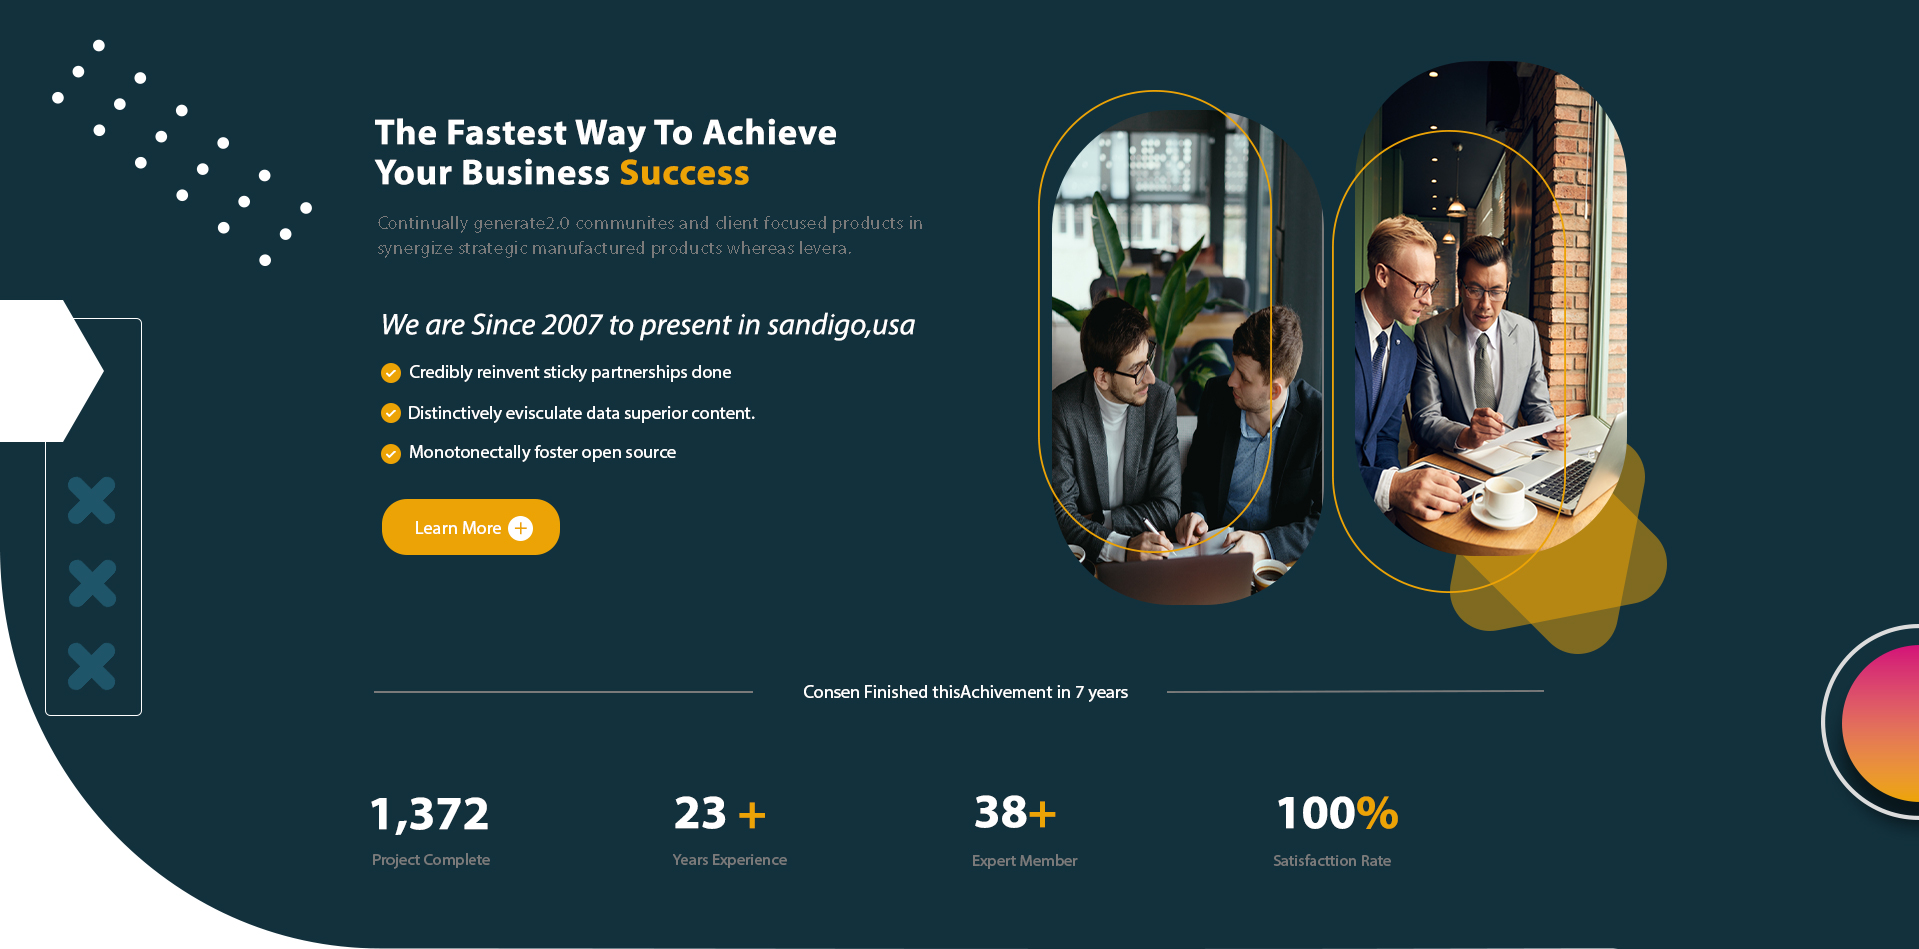 The Fastest Way To Achieve
Your Business Success
Continually generate2.0 communites and client focused products in
synergize strategic manufactured products whereas levera.
We are Since 2007 to present in sandigo,usa
Credibly reinvent sticky partnerships done
Distinctively evisculate data superior content.
Monotonectally foster open source
Learn More
Consen Finished thisAchivement in 7 years
1,372
Project Complete
23 +
Years Experience
38+
Expert Member
100%
Satisfacttion Rate